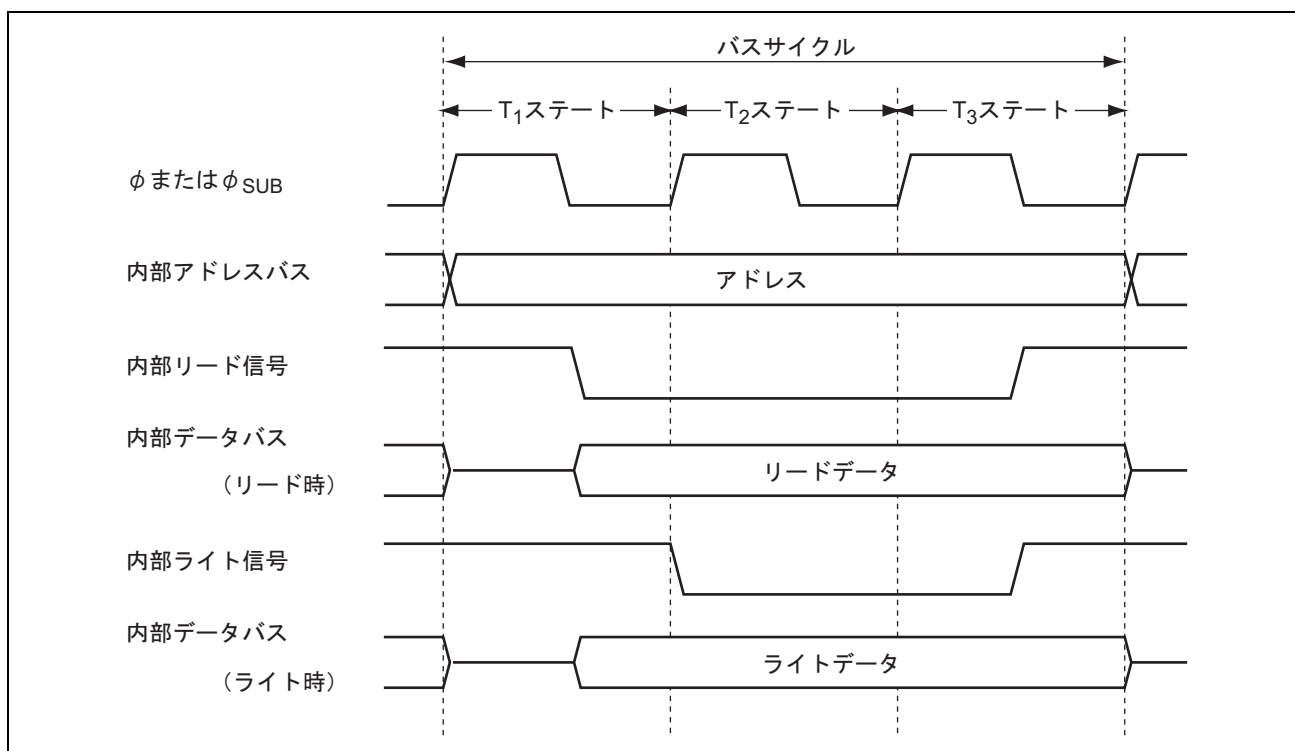 バスサイクル
T₁ステート T₂ステート T₃ステート
φまたはφSUB
内部アドレスバス アドレス
内部リード信号
内部データバス
（リード時） リードデータ
内部ライト信号
内部データバス
（ライト時） ライトデータ